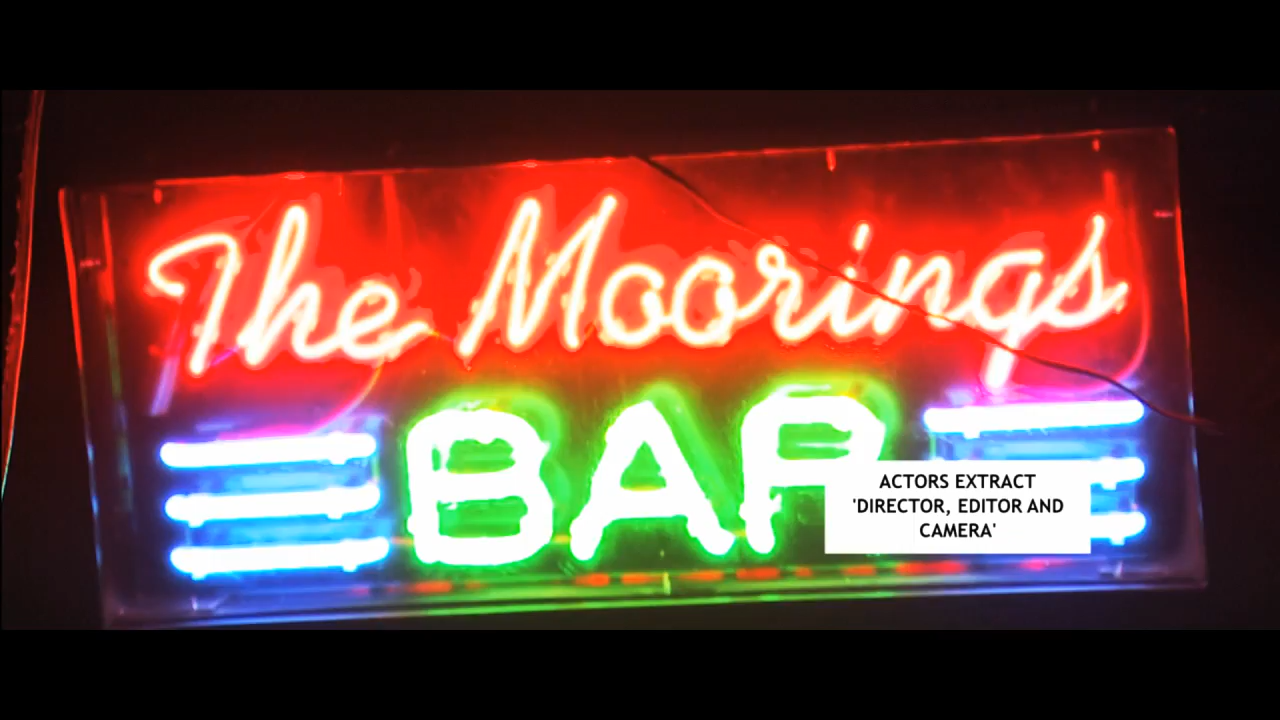 The Moorings
BAR
ACTORS EXTRACT
'DIRECTOR, EDITOR AND
CAMERA'